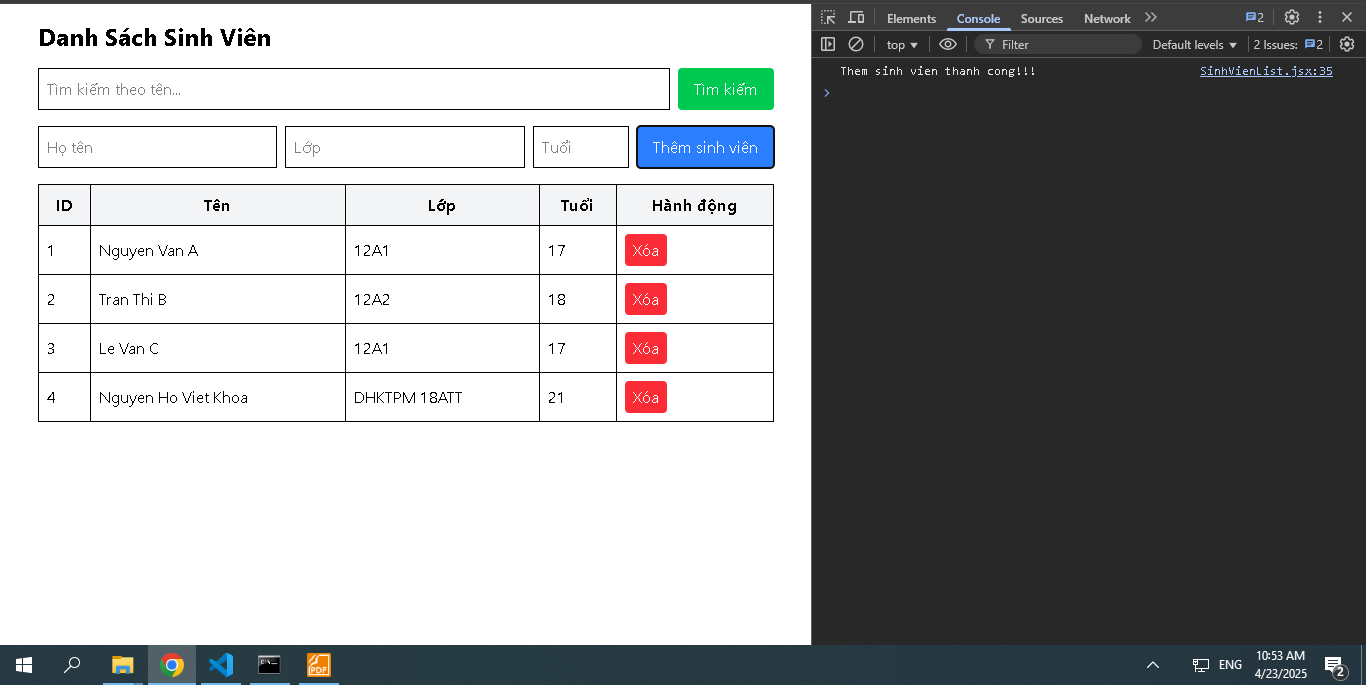 Danh Sách Sinh Viên
Tìm kiếm theo tên...
Tìm kiếm
Họ tên
Lớp
Tuổi
Thêm sinh viên
ID Tên Lớp Tuổi Hành động
1 Nguyen Van A 12A1 17 Xóa
2 Tran Thi B 12A2 18 Xóa
3 Le Van C 12A1 17 Xóa
4 Nguyen Ho Viet Khoa DHKTPM 18ATT 21 Xóa
Elements Console Sources Network 2
top Filter Default levels 2 Issues: 2
Them sinh vien thanh cong!!! SinhVienList.jsx:35
PDF
ENG
10:53 AM
4/23/2025
2